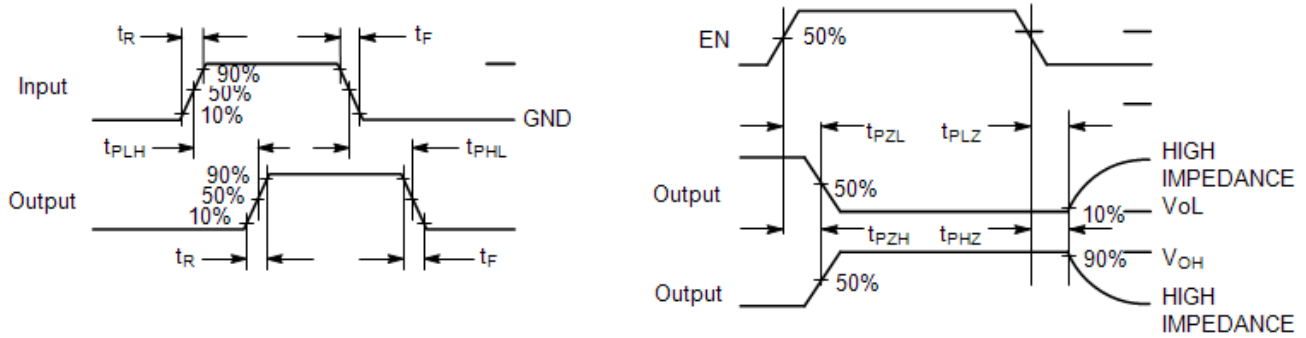 tR
tF
Input
90%
50%
10%
GND
tPLH
tPHL
Output
90%
50%
10%
tR
tF
EN
50%
tPZL
tPLZ
Output
50%
HIGH
IMPEDANCE
10%
VoL
tPZH
tPHZ
Output
50%
90%
VOH
HIGH
IMPEDANCE